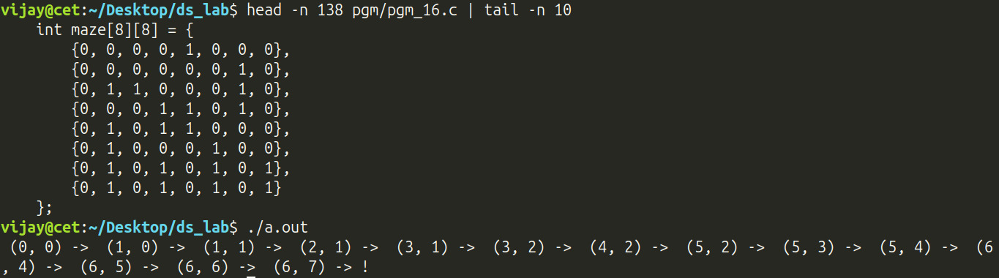 vijay@cet:~/Desktop/ds_lab$ head -n 138 pgm/pgm_16.c | tail -n 10
    int maze[8][8] = {
        {0, 0, 0, 0, 1, 0, 0, 0},
        {0, 0, 0, 0, 0, 0, 1, 0},
        {0, 1, 1, 0, 0, 0, 1, 0},
        {0, 0, 0, 1, 1, 0, 1, 0},
        {0, 1, 0, 1, 1, 0, 0, 0},
        {0, 1, 0, 0, 0, 1, 0, 0},
        {0, 1, 0, 1, 0, 1, 0, 1},
        {0, 1, 0, 1, 0, 1, 0, 1}
    };
vijay@cet:~/Desktop/ds_lab$ ./a.out
 (0, 0) ->  (1, 0) ->  (1, 1) ->  (2, 1) ->  (3, 1) ->  (3, 2) ->  (4, 2) ->  (5, 2) ->  (5, 3) ->  (5, 4) ->  (6
, 4) ->  (6, 5) ->  (6, 6) ->  (6, 7) -> !